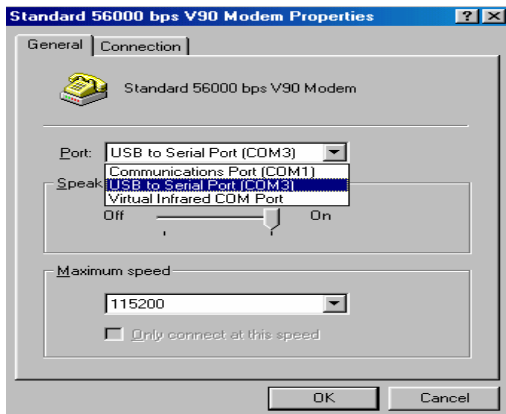 Standard 56000 bps V90 Modem Properties
General Connection
Standard 56000 bps V90 Modem
Port: USB to Serial Port (COM3)
Communications Port (COM1)
Speak USB to Serial Port (COM3)
Virtual Infrared COM Port
Off On
Maximum speed
115200
Only connect at this speed
OK Cancel